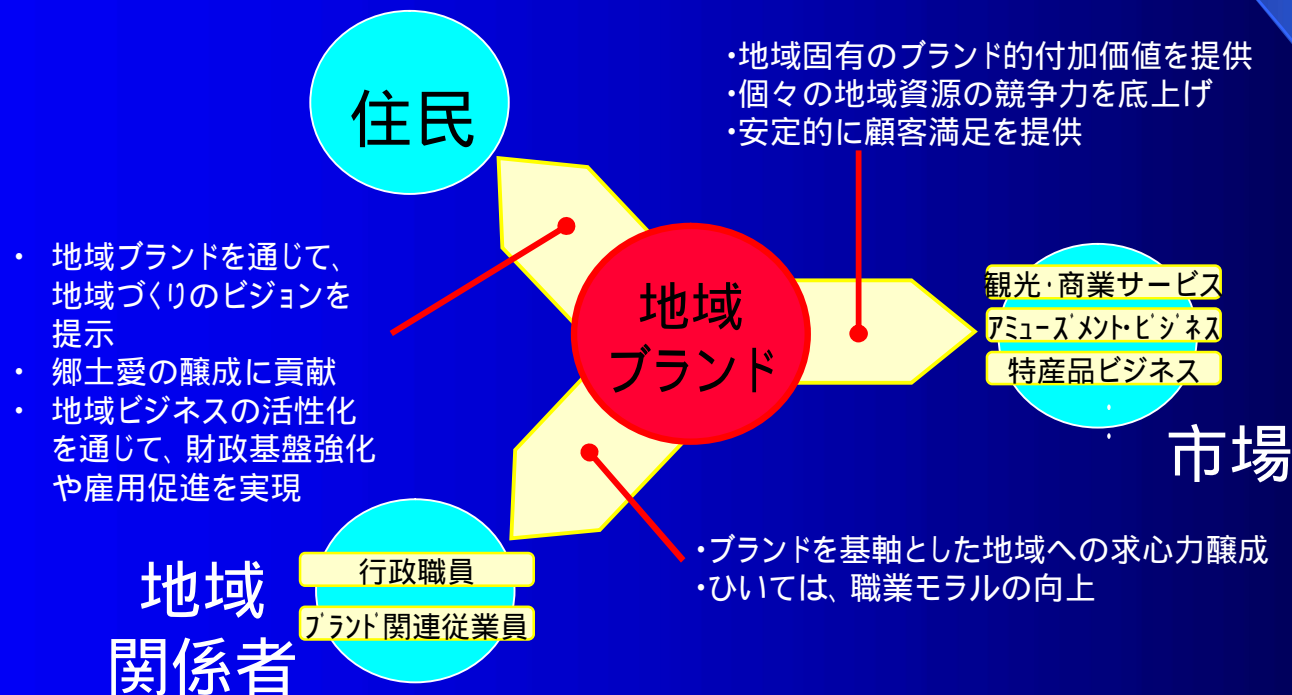 住民
・地域固有のブランド的付加価値を提供
・個々の地域資源の競争力を底上げ
・安定的に顧客満足を提供
・ 地域ブランドを通じて、
地域づくりのビジョンを
提示
・ 郷土愛の醸成に貢献
・ 地域ビジネスの活性化
を通じて、財政基盤強化
や雇用促進を実現
地域
ブランド
観光・商業サービス
ｱﾐｭｰｽﾞﾒﾝﾄ・ﾋﾞｼﾞﾈｽ
特産品ビジネス
・
・
市場
・ブランドを基軸とした地域への求心力醸成
・ひいては、職業モラルの向上
地域
関係者
行政職員
ﾌﾞﾗﾝﾄﾞ関連従業員